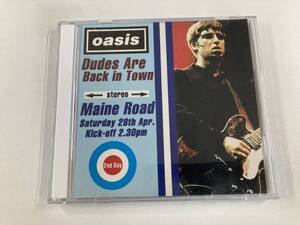 oasis
Dudes Are
Back in Town
stereo
Maine Road
Saturday 28th Apr.
Kick-off 2.30pm
2nd Day